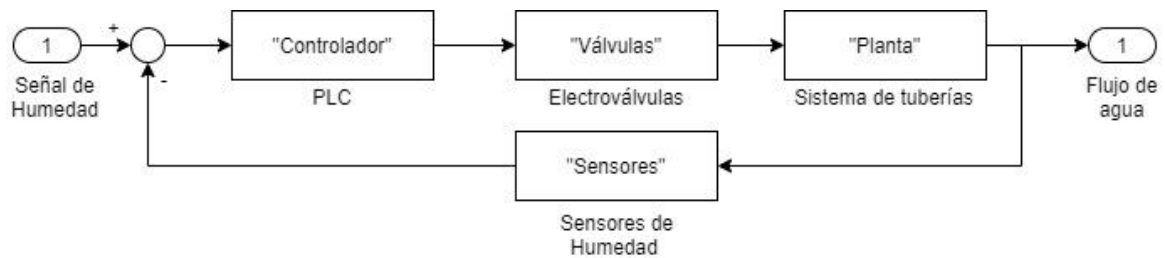 +
1
"Controlador"
"Válvulas"
"Planta"
1
-
Señal de
Humedad
PLC
Electroválvulas
Sistema de tuberías
Flujo de
agua
"Sensores"
Sensores de
Humedad